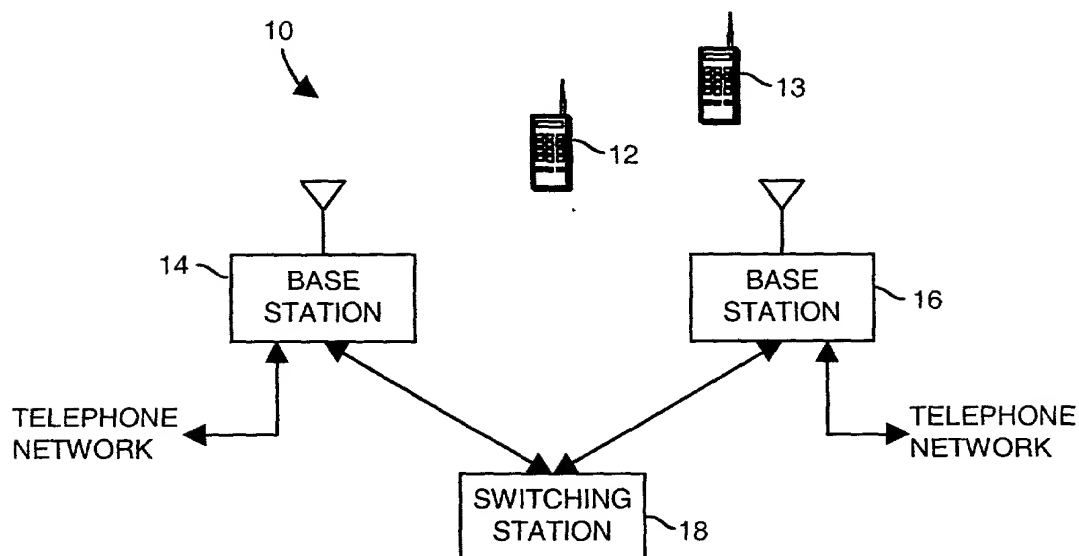 10
13
12
14
BASE
STATION
BASE
STATION
16
TELEPHONE
NETWORK
TELEPHONE
NETWORK
SWITCHING
STATION
18